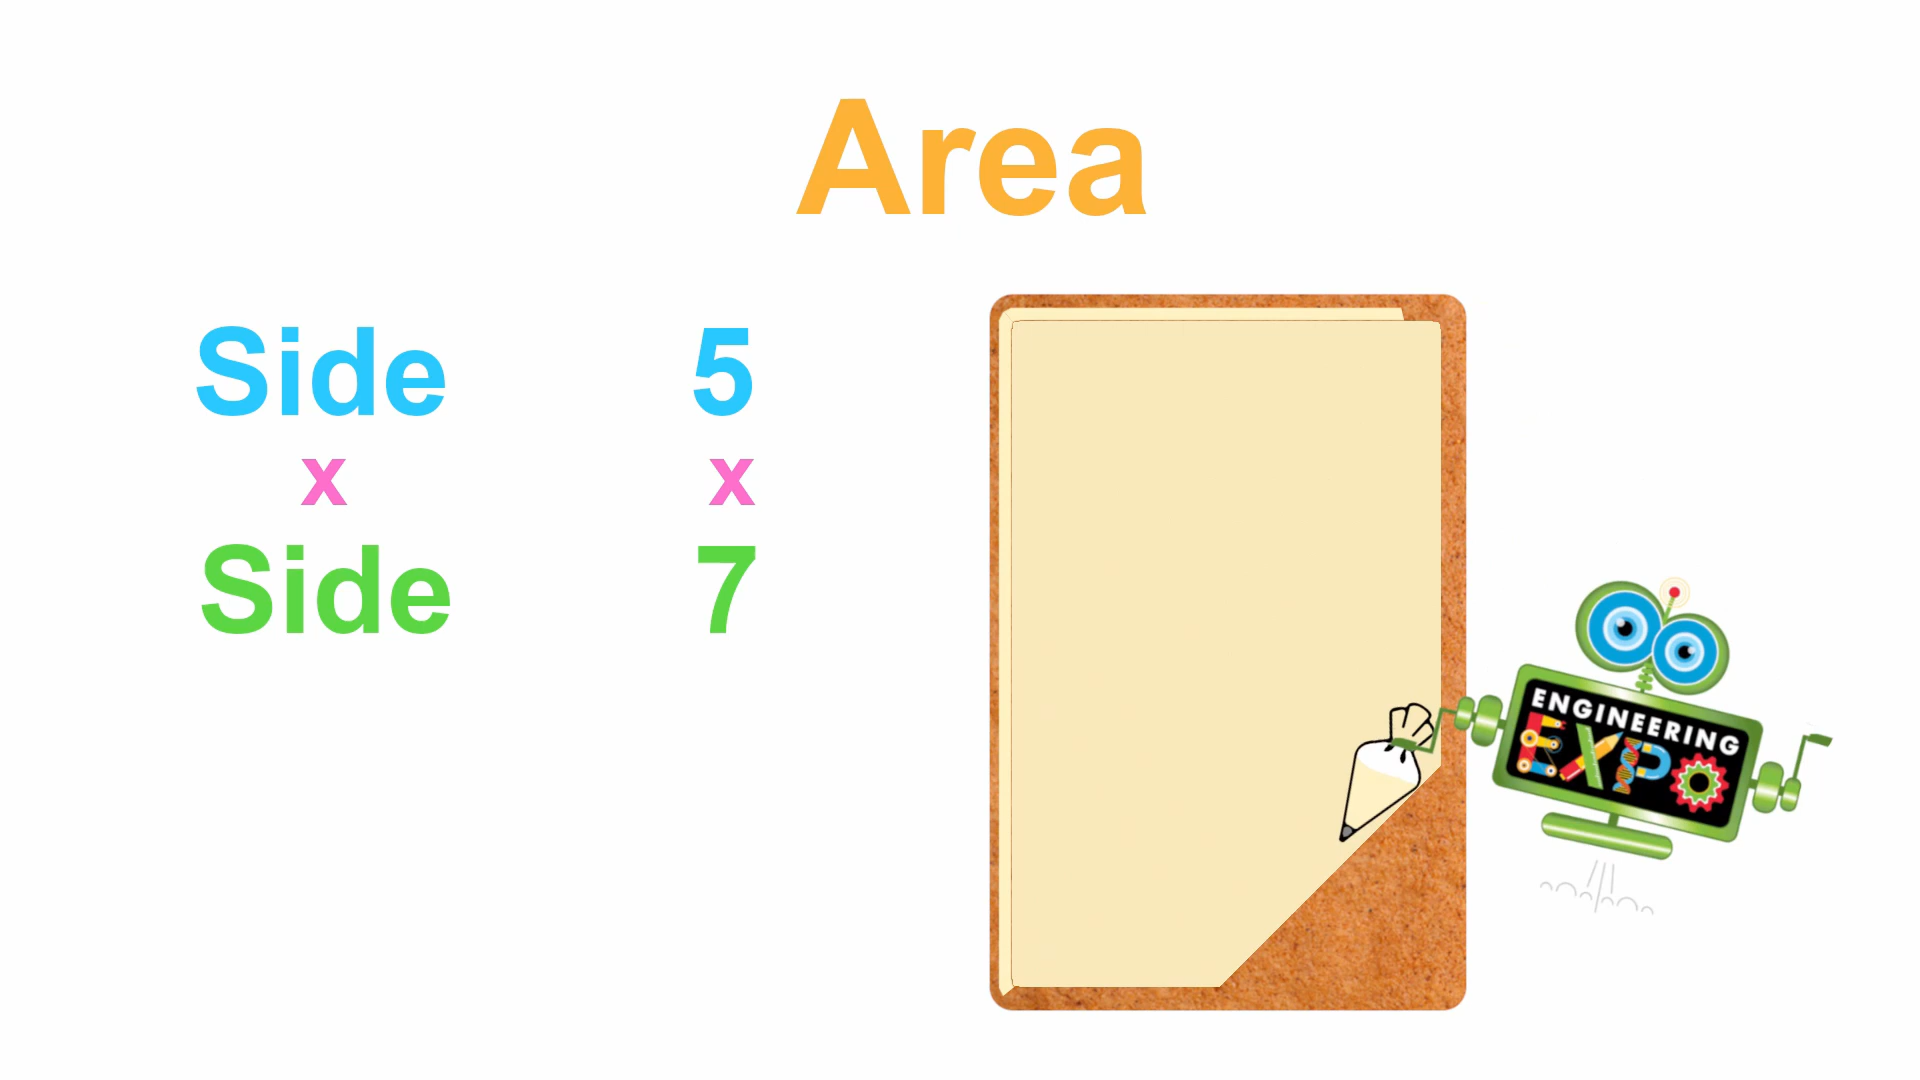 Area
Side 5
x x
Side 7
ENGINEERING
EXPO